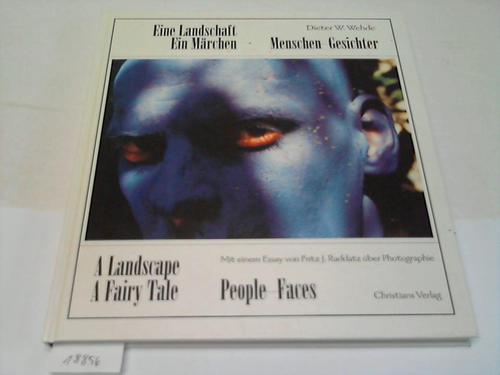 Eine Landschaft
Ein Märchen
Dieter W. Wehde
Menschen–Gesichter
A Landscape
A Fairy Tale
Mit einem Essay von Fritz J. Raddatz über Photographie
People–Faces
Christians Verlag
18856